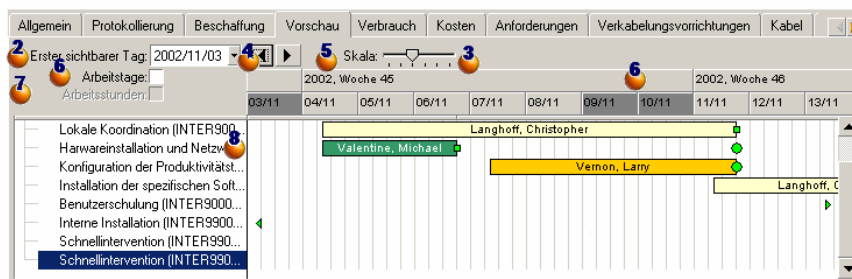 Allgemein Protokollierung Beschaffung Vorschau Verbrauch Kosten Anforderungen Verkabelungsvorrichtungen Kabel
2 Erster sichtbarer Tag: 2002/11/03 4 5 Skala: 3
6 Arbeitstage: 2002, Woche 45 6 2002, Woche 46
7 Arbeitsstunden: 03/11 04/11 05/11 06/11 07/11 08/11 09/11 10/11 11/11 12/11 13/11
Lokale Koordination (INTER900... Langhoff, Christopher
Harwareinstallation und Netzw 8 Valentine, Michael
Konfiguration der Produktivitätst... Vernon, Larry
Installation der spezifischen Soft... Langhoff, C
Benutzerschulung (INTER9000...
Interne Installation (INTER9900...
Schnellintervention (INTER990...
Schnellintervention (INTER990...